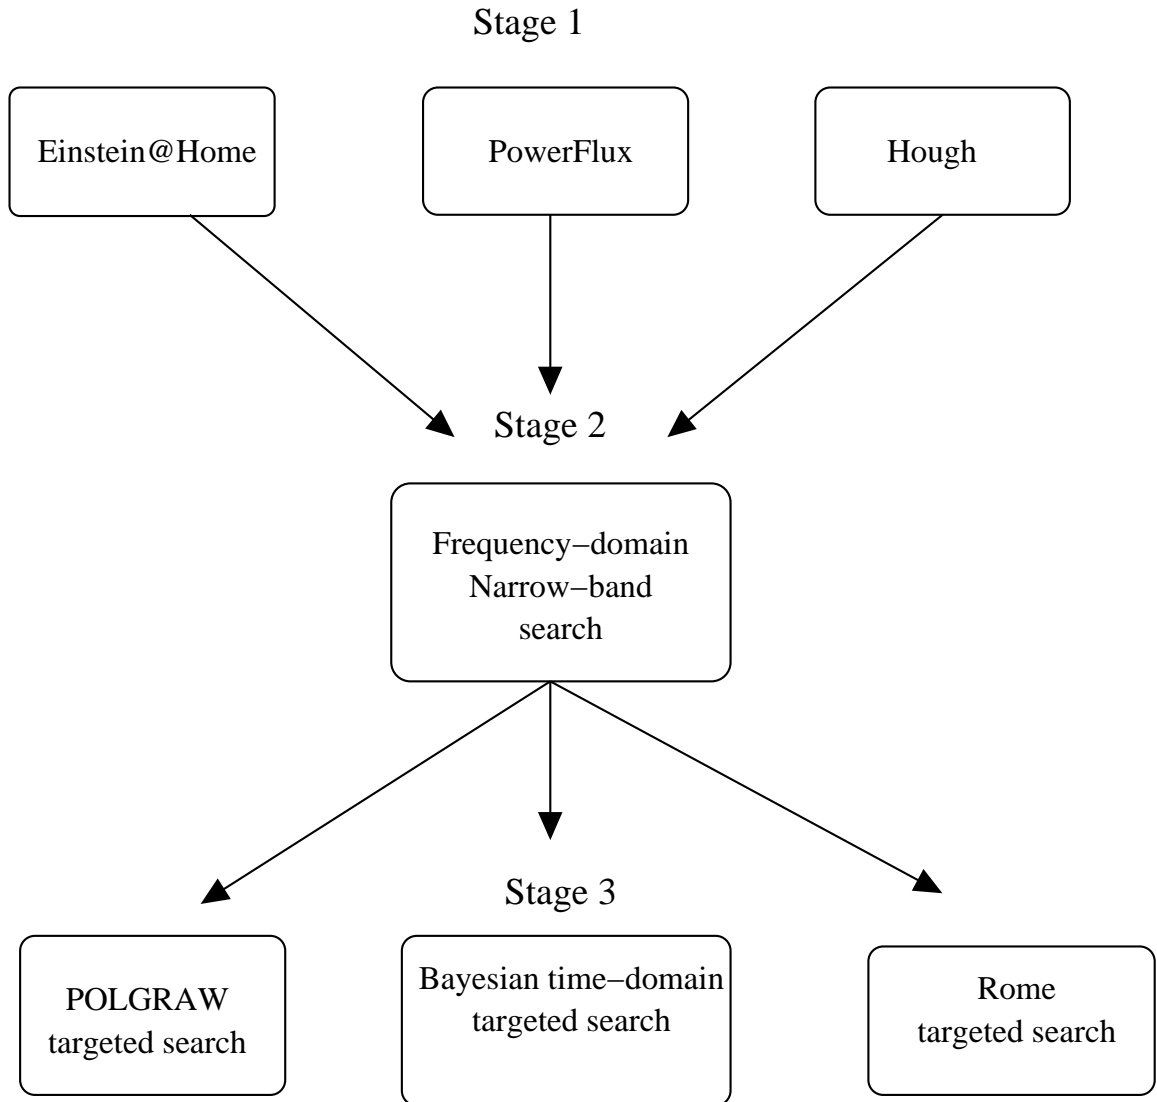 Stage 1
Einstein@Home
PowerFlux
Hough
Stage 2
Frequency−domain
Narrow−band
search
Stage 3
POLGRAW
targeted search
Bayesian time−domain
targeted search
Rome
targeted search